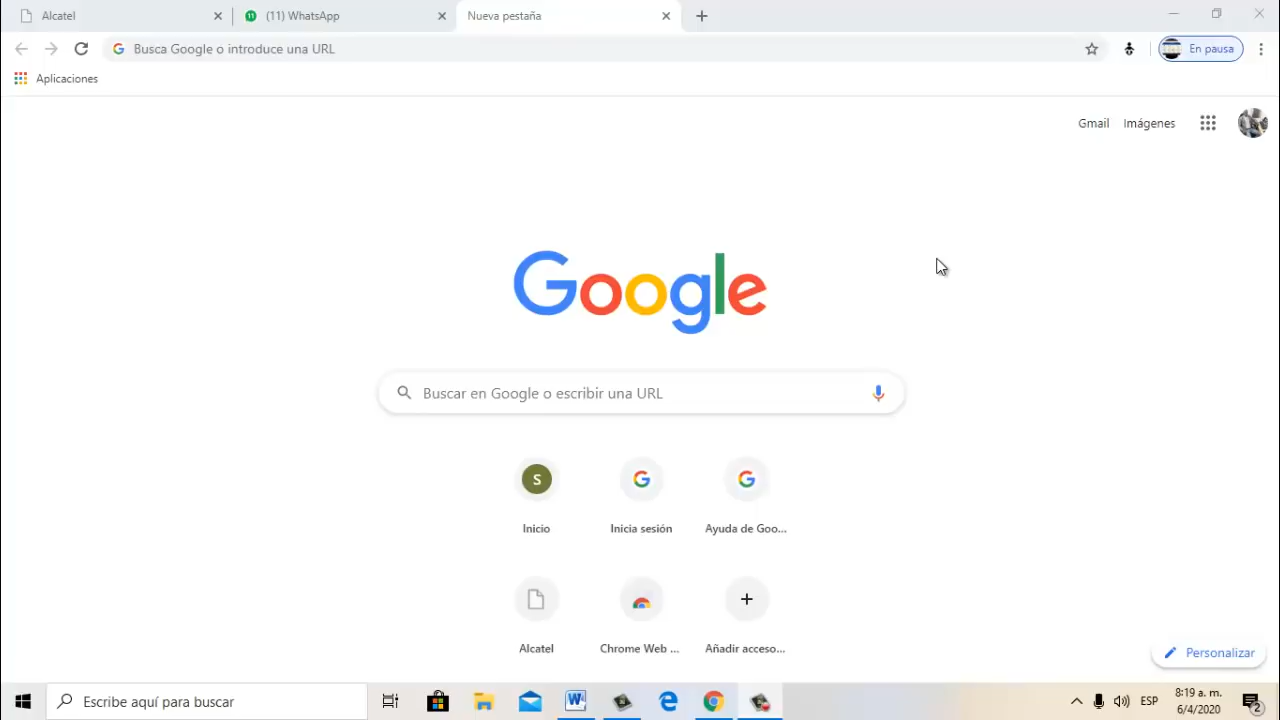 Alcatel
11
(11) WhatsApp
Nueva pestaña
Busca Google o introduce una URL
En pausa
Aplicaciones
Gmail
Imágenes
Google
Buscar en Google o escribir una URL
S
G
G
Inicio
Inicia sesión
Ayuda de Goo...
Alcatel
Chrome Web ...
Añadir acceso...
Personalizar
Escribe aquí para buscar
W
ESP
8:19 a. m.
6/4/2020
2